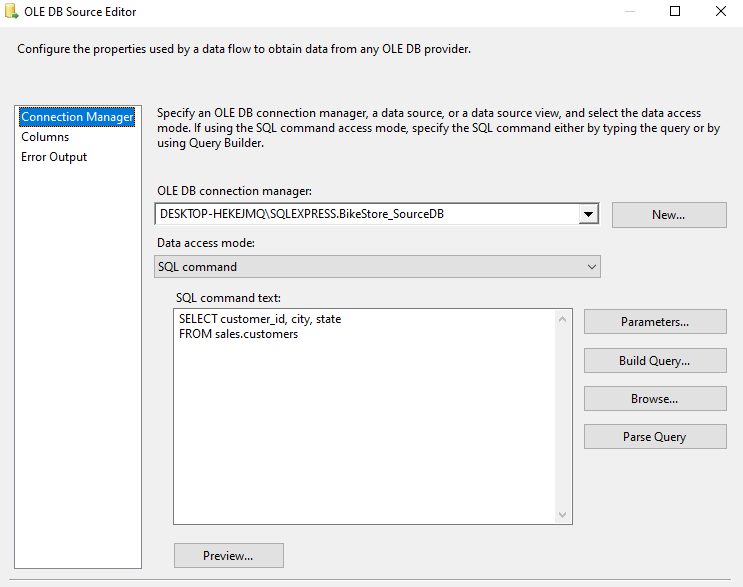 OLE DB Source Editor
Configure the properties used by a data flow to obtain data from any OLE DB provider.
Connection Manager
Columns
Error Output
Specify an OLE DB connection manager, a data source, or a data source view, and select the data access
mode. If using the SQL command access mode, specify the SQL command either by typing the query or by
using Query Builder.
OLE DB connection manager:
DESKTOP-HEKEJMQ\SQLEXPRESS.BikeStore_SourceDB
New...
Data access mode:
SQL command
SQL command text:
SELECT customer_id, city, state
FROM sales.customers
Parameters...
Build Query...
Browse...
Parse Query
Preview...